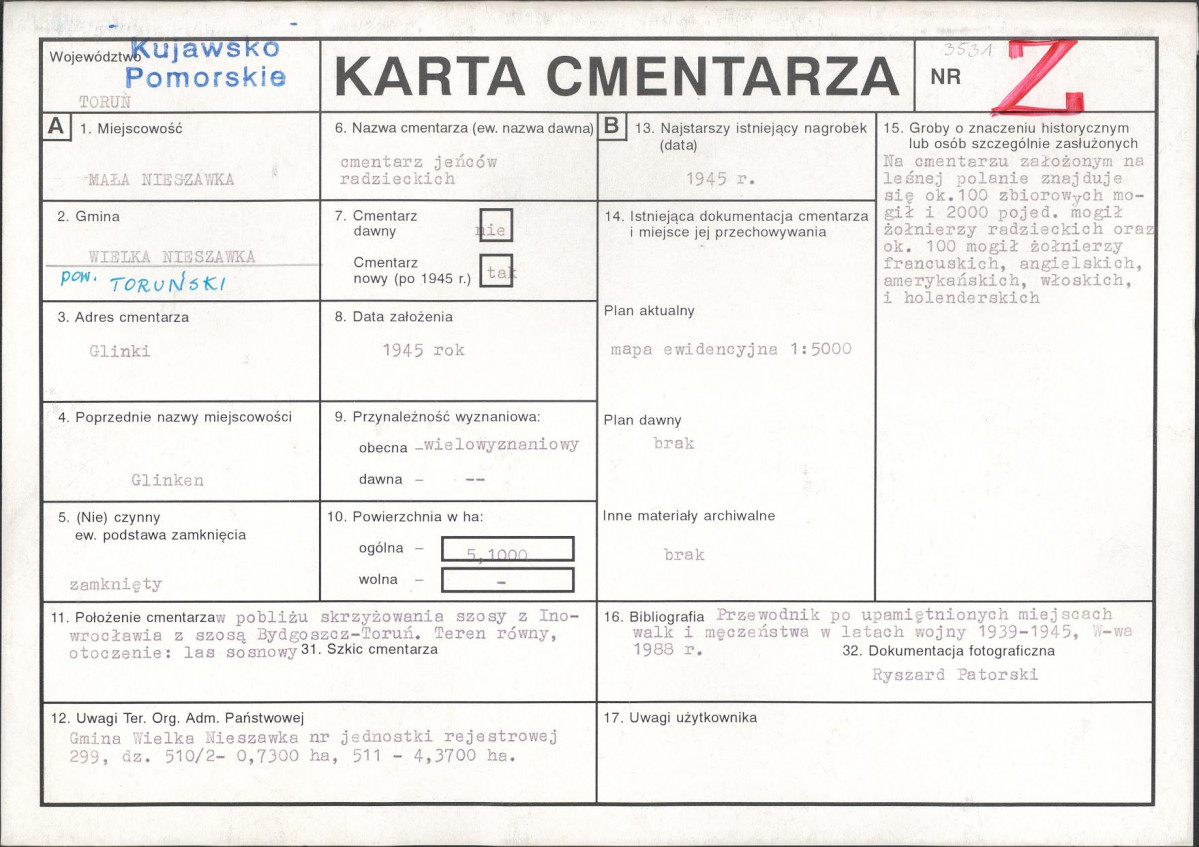 Województwo Kujawsko
Pomorskie
TORUŃ
KARTA CMENTARZA
3531
NR Z
A
1. Miejscowość
MAŁA NIESZAWKA
2. Gmina
WIELKA NIESZAWKA
pow. TORUŃSKI
3. Adres cmentarza
Glinki
4. Poprzednie nazwy miejscowości
Glinken
5. (Nie) czynny
ew. podstawa zamknięcia
zamknięty
6. Nazwa cmentarza (ew. nazwa dawna)
cmentarz jeńców
radzieckich
7. Cmentarz
dawny nie
Cmentarz
nowy (po 1945 r.) tak
8. Data założenia
1945 rok
9. Przynależność wyznaniowa:
obecna –wielowyznaniowy
dawna – --
10. Powierzchnia w ha:
ogólna – 5,1000
wolna – –
B
13. Najstarszy istniejący nagrobek
(data)
1945 r.
14. Istniejąca dokumentacja cmentarza
i miejsce jej przechowywania
Plan aktualny
mapa ewidencyjna 1:5000
Plan dawny
brak
Inne materiały archiwalne
brak
15. Groby o znaczeniu historycznym
lub osób szczególnie zasłużonych
Na cmentarzu założonym na
leśnej polanie znajduje
się ok.100 zbiorowych mo-
gił i 2000 pojed. mogił
żołnierzy radzieckich oraz
ok. 100 mogił żołnierzy
francuskich, angielskich,
amerykańskich, włoskich,
i holenderskich
11. Położenie cmentarza w pobliżu skrzyżowania szosy z Ino-
wrocławia z szosą Bydgoszcz-Toruń. Teren równy,
otoczenie: las sosnowy 31. Szkic cmentarza
16. Bibliografia Przewodnik po upamiętnionych miejscach
walk i męczeństwa w latach wojny 1939-1945, W-wa
1988 r. 32. Dokumentacja fotograficzna
Ryszard Patorski
12. Uwagi Ter. Org. Adm. Państwowej
Gmina Wielka Nieszawka nr jednostki rejestrowej
299, dz. 510/2- 0,7300 ha, 511 - 4,3700 ha.
17. Uwagi użytkownika